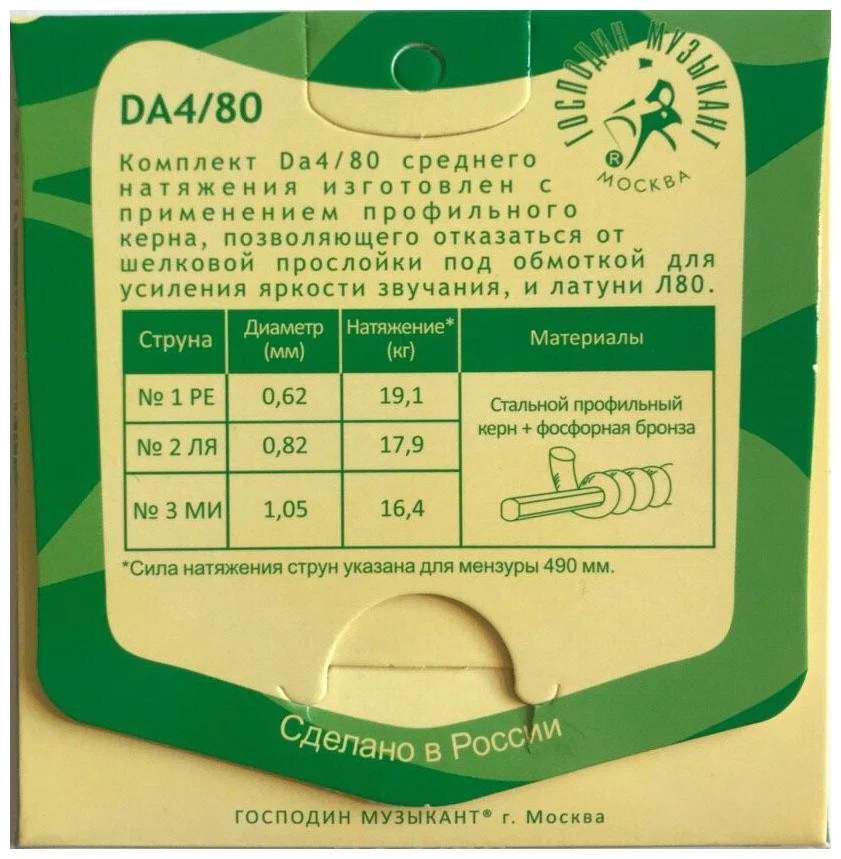 ГОСПОДИН МУЗЫКАНТ
®
МОСКВА
DA4/80
Комплект Da4/80 среднего
натяжения изготовлен с
применением профильного
керна, позволяющего отказаться от
шелковой прослойки под обмоткой для
усиления яркости звучания, и латуни Л80.
Струна Диаметр (мм) Натяжение* (кг) Материалы
№ 1 РЕ 0,62 19,1
№ 2 ЛЯ 0,82 17,9
№ 3 МИ 1,05 16,4
Стальной профильный
керн + фосфорная бронза
*Сила натяжения струн указана для мензуры 490 мм.
Сделано в России
ГОСПОДИН МУЗЫКАНТ® г. Москва